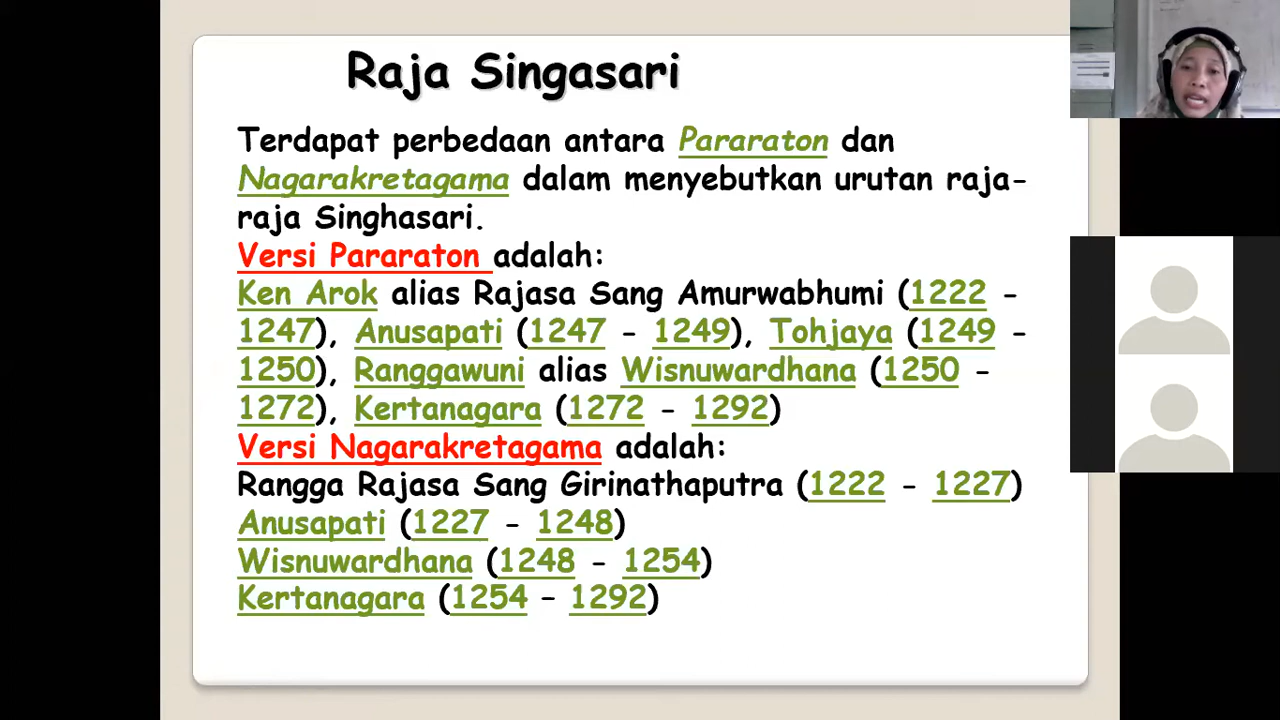 Raja Singasari
Terdapat perbedaan antara Pararaton dan
Nagarakretagama dalam menyebutkan urutan raja-
raja Singhasari.
Versi Pararaton adalah:
Ken Arok alias Rajasa Sang Amurwabhumi (1222 –
1247), Anusapati (1247 – 1249), Tohjaya (1249 –
1250), Ranggawuni alias Wisnuwardhana (1250 –
1272), Kertanagara (1272 – 1292)
Versi Nagarakretagama adalah:
Rangga Rajasa Sang Girinathaputra (1222 – 1227)
Anusapati (1227 – 1248)
Wisnuwardhana (1248 – 1254)
Kertanagara (1254 – 1292)